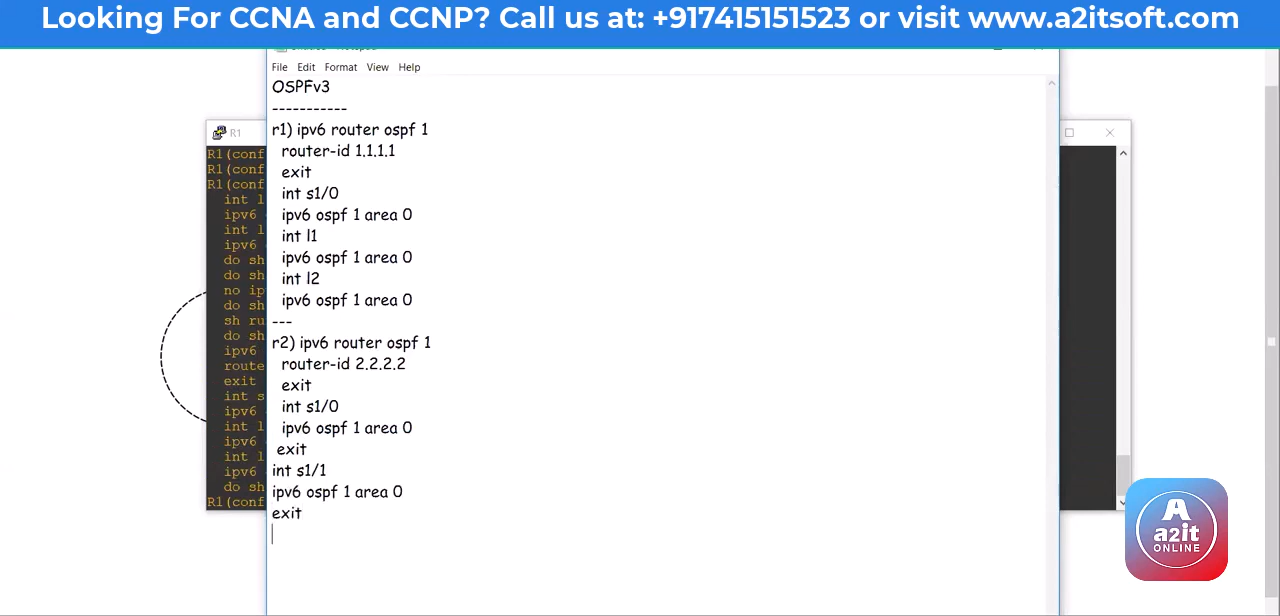 Looking For CCNA and CCNP? Call us at: +917415151523 or visit www.a2itsoft.com
File Edit Format View Help
OSPFv3
-----------
r1) ipv6 router ospf 1
router-id 1.1.1.1
exit
int s1/0
ipv6 ospf 1 area 0
int l1
ipv6 ospf 1 area 0
int l2
ipv6 ospf 1 area 0
---
r2) ipv6 router ospf 1
router-id 2.2.2.2
exit
int s1/0
ipv6 ospf 1 area 0
exit
int s1/1
ipv6 ospf 1 area 0
exit
R1
R1(conf
R1(conf
R1(conf
int l
ipv6
int l
ipv6
do sh
do sh
no ip
do sh
sh ru
do sh
ipv6
route
exit
int s
ipv6
int l
ipv6
int l
ipv6
do sh
R1(conf
A
a2it
ONLINE